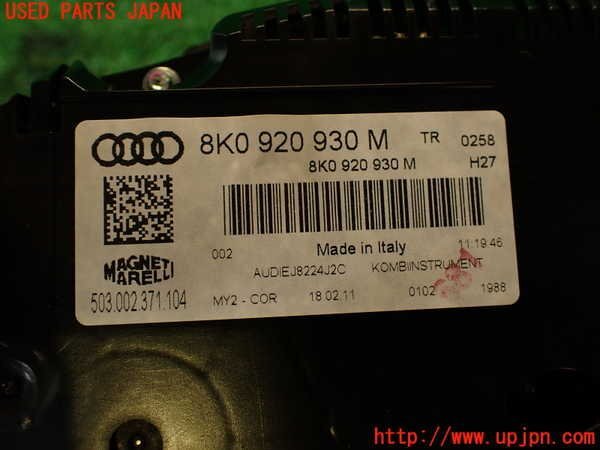 USED PARTS JAPAN
8K0 920 930 M TR 0258
8K0 920 930 M H27
002 Made in Italy 11:19:46
AUDIEJ8224J2C KOMBIINSTRUMENT
MAGNETI MARELLI
503.002.371.104 MY2 - COR 18.02.11 0102 1988
http://www.upjpn.com